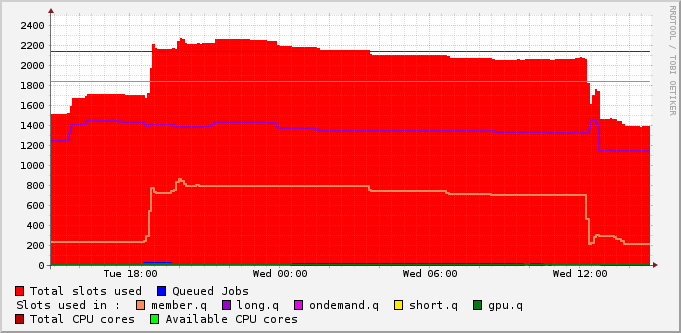 2400
2200
2000
1800
1600
1400
1200
1000
800
600
400
200
0
Tue 18:00 Wed 00:00 Wed 06:00 Wed 12:00
RRDTOOL / TOBI OETIKER
Total slots used Queued Jobs
Slots used in : member.q long.q ondemand.q short.q gpu.q
Total CPU cores Available CPU cores